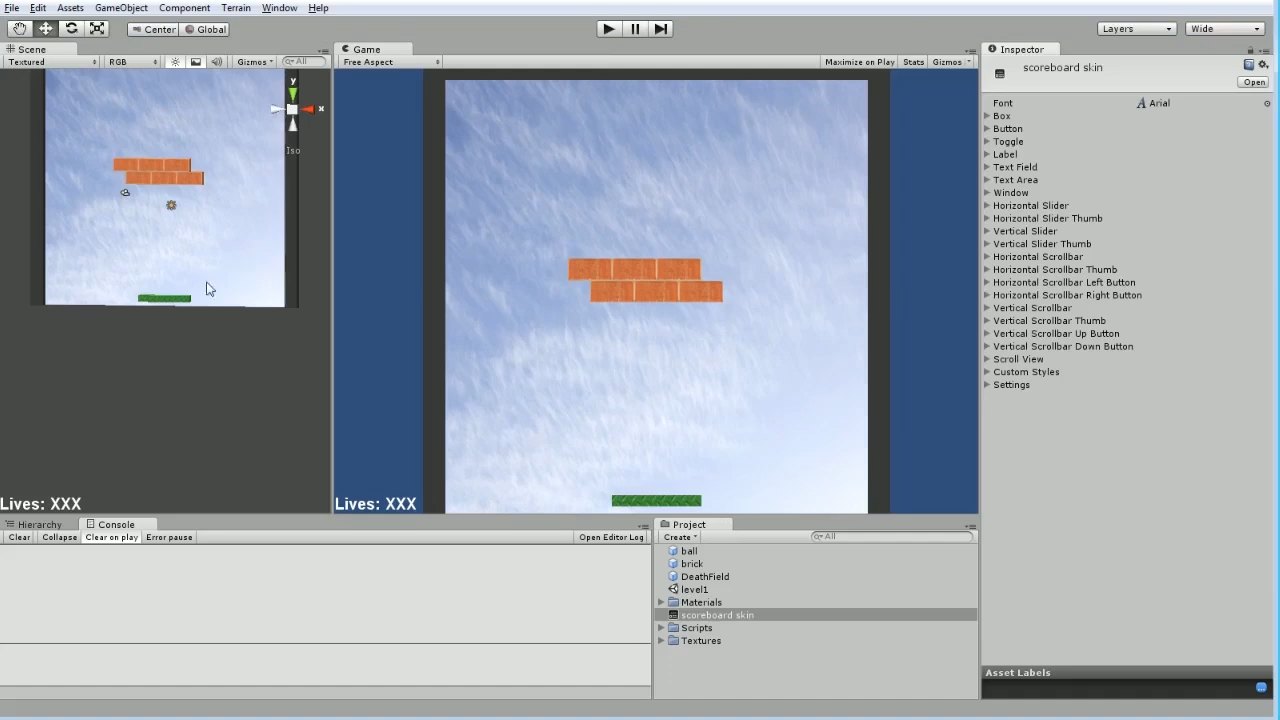 File Edit Assets GameObject Component Terrain Window Help
Center Global Layers Wide
Scene Game Inspector
Textured RGB Gizmos All Free Aspect Maximize on Play Stats Gizmos
scoreboard skin
Open
y
x
Iso
Font Arial
Box
Button
Toggle
Label
Text Field
Text Area
Window
Horizontal Slider
Horizontal Slider Thumb
Vertical Slider
Vertical Slider Thumb
Horizontal Scrollbar
Horizontal Scrollbar Thumb
Horizontal Scrollbar Left Button
Horizontal Scrollbar Right Button
Vertical Scrollbar
Vertical Scrollbar Thumb
Vertical Scrollbar Up Button
Vertical Scrollbar Down Button
Scroll View
Custom Styles
Settings
Lives: XXX Lives: XXX
Hierarchy Console Project
Clear Collapse Clear on play Error pause Open Editor Log Create All
ball
brick
DeathField
level1
Materials
scoreboard skin
Scripts
Textures
Asset Labels